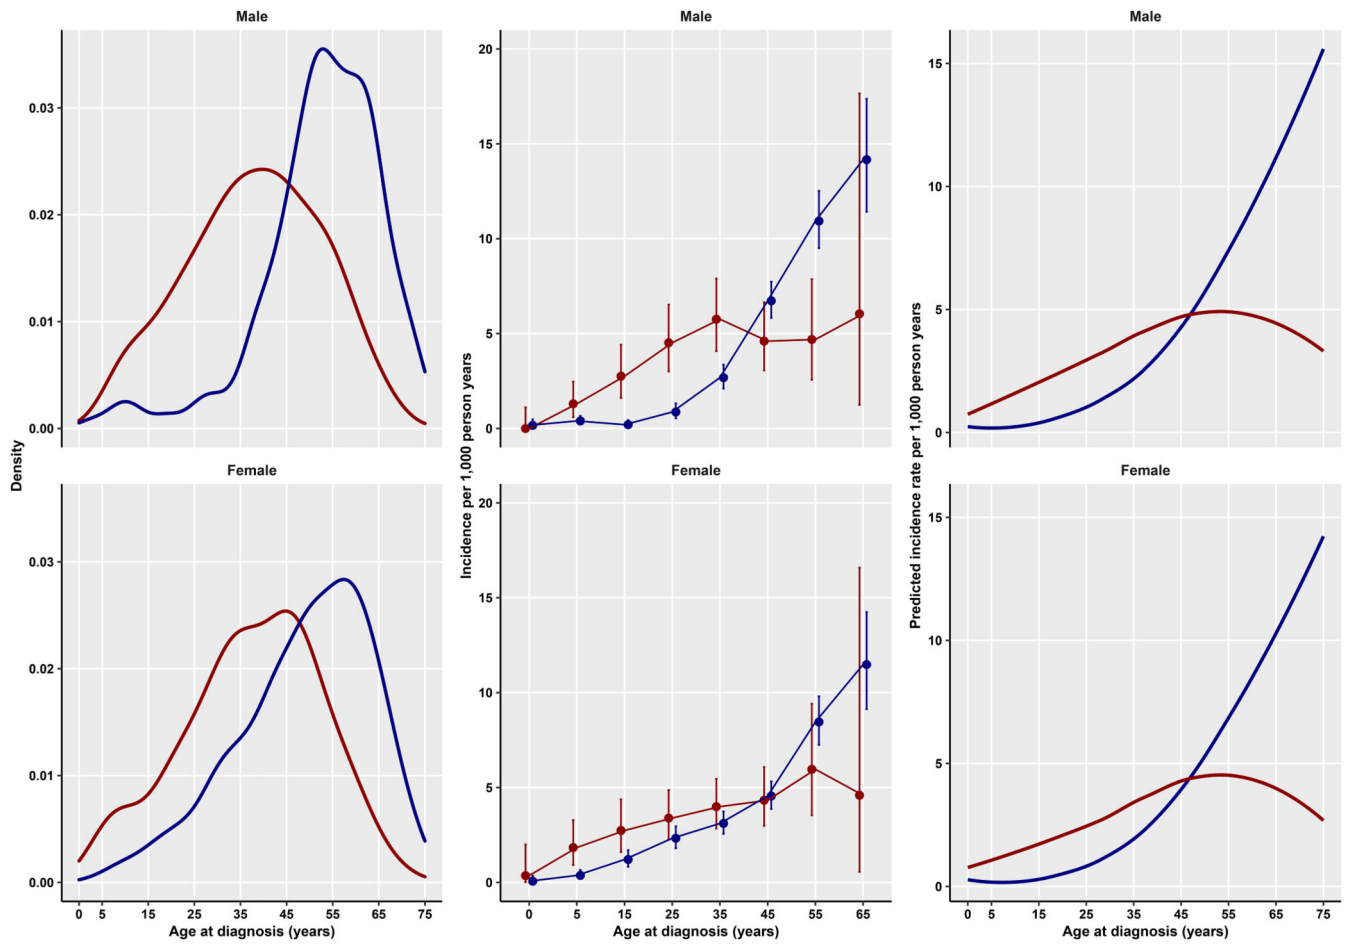 Male
Male
Male
Density
0.03
0.02
0.01
0.00
Incidence per 1,000 person years
20
15
10
5
0
Predicted incidence rate per 1,000 person years
15
10
5
0
Female
Female
Female
0.03
0.02
0.01
0.00
20
15
10
5
0
15
10
5
0
0 5 15 25 35 45 55 65 75
0 5 15 25 35 45 55 65
0 5 15 25 35 45 55 65 75
Age at diagnosis (years)
Age at diagnosis (years)
Age at diagnosis (years)